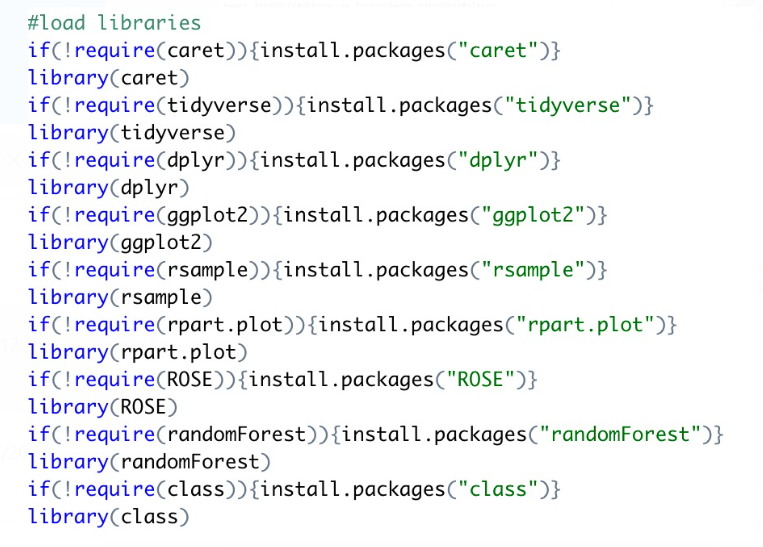 #load libraries
if(!require(caret)){install.packages("caret")}
library(caret)
if(!require(tidyverse)){install.packages("tidyverse")}
library(tidyverse)
if(!require(dplyr)){install.packages("dplyr")}
library(dplyr)
if(!require(ggplot2)){install.packages("ggplot2")}
library(ggplot2)
if(!require(rsample)){install.packages("rsample")}
library(rsample)
if(!require(rpart.plot)){install.packages("rpart.plot")}
library(rpart.plot)
if(!require(ROSE)){install.packages("ROSE")}
library(ROSE)
if(!require(randomForest)){install.packages("randomForest")}
library(randomForest)
if(!require(class)){install.packages("class")}
library(class)